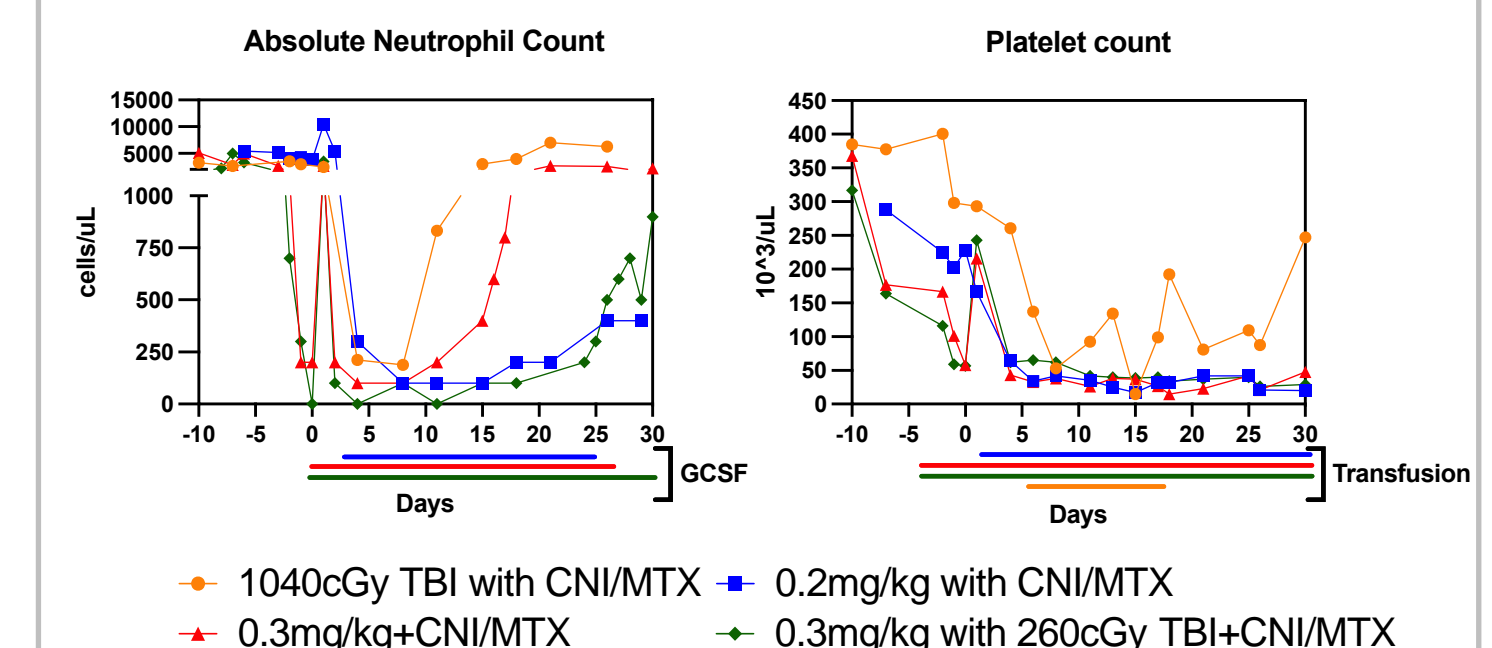 Absolute Neutrophil Count
Platelet count
15000
10000
5000
1000
750
500
250
0
cells/uL
-10 -5 0 5 10 15 20 25 30
GCSF
Days
450
400
350
300
250
200
150
100
50
0
10^3/uL
-10 -5 0 5 10 15 20 25 30
Transfusion
Days
1040cGy TBI with CNI/MTX
0.2mg/kg with CNI/MTX
0.3mg/kg+CNI/MTX
0.3mg/kg with 260cGy TBI+CNI/MTX